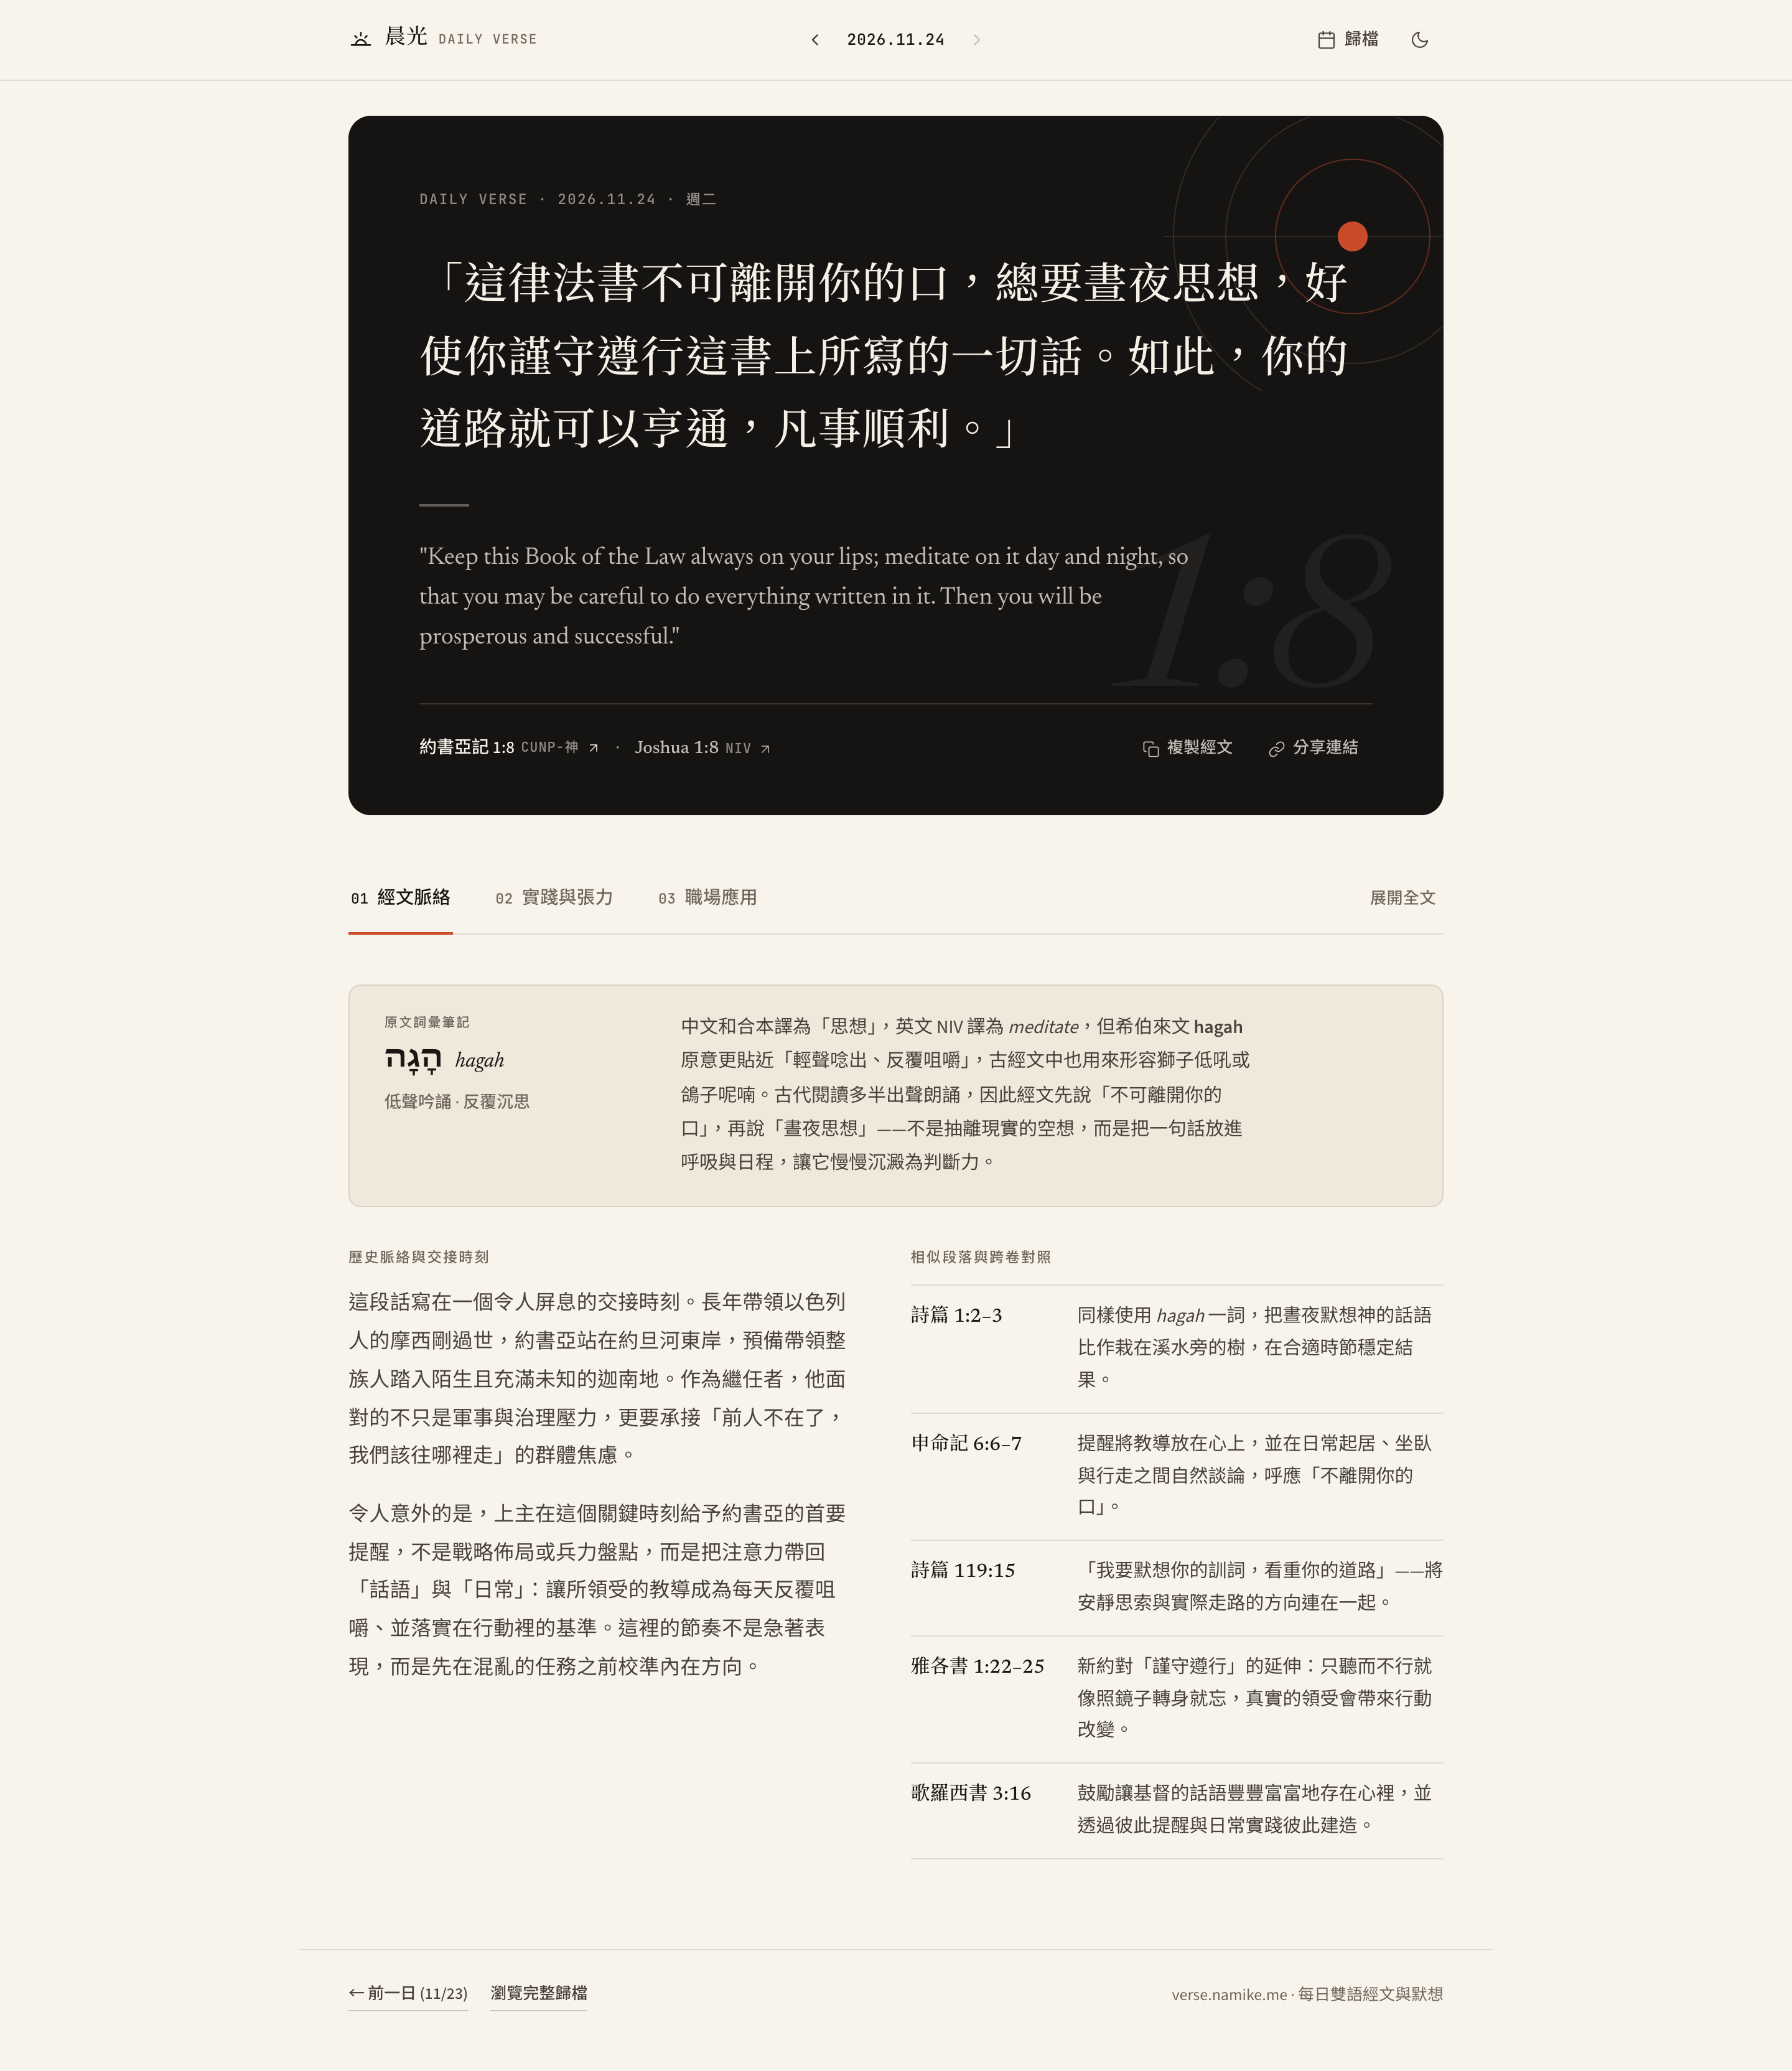 晨光 DAILY VERSE
2026.11.24
歸檔
DAILY VERSE · 2026.11.24 · 週二
「這律法書不可離開你的口，總要晝夜思想，好
使你謹守遵行這書上所寫的一切話。如此，你的
道路就可以亨通，凡事順利。」
"Keep this Book of the Law always on your lips; meditate on it day and night, so
that you may be careful to do everything written in it. Then you will be
prosperous and successful."
1:8
約書亞記 1:8 CUNP-神 ↗ · Joshua 1:8 NIV ↗
複製經文
分享連結
01 經文脈絡
02 實踐與張力
03 職場應用
展開全文
原文詞彙筆記
הָגָה hagah
低聲吟誦 · 反覆沉思
中文和合本譯為「思想」，英文 NIV 譯為 meditate，但希伯來文 hagah
原意更貼近「輕聲唸出、反覆咀嚼」，古經文中也用來形容獅子低吼或
鴿子呢喃。古代閱讀多半出聲朗誦，因此經文先說「不可離開你的
口」，再說「晝夜思想」——不是抽離現實的空想，而是把一句話放進
呼吸與日程，讓它慢慢沉澱為判斷力。
歷史脈絡與交接時刻
這段話寫在一個令人屏息的交接時刻。長年帶領以色列
人的摩西剛過世，約書亞站在約旦河東岸，預備帶領整
族人踏入陌生且充滿未知的迦南地。作為繼任者，他面
對的不只是軍事與治理壓力，更要承接「前人不在了，
我們該往哪裡走」的群體焦慮。
令人意外的是，上主在這個關鍵時刻給予約書亞的首要
提醒，不是戰略佈局或兵力盤點，而是把注意力帶回
「話語」與「日常」：讓所領受的教導成為每天反覆咀
嚼、並落實在行動裡的基準。這裡的節奏不是急著表
現，而是先在混亂的任務之前校準內在方向。
相似段落與跨卷對照
詩篇 1:2–3
同樣使用 hagah 一詞，把晝夜默想神的話語
比作栽在溪水旁的樹，在合適時節穩定結
果。
申命記 6:6–7
提醒將教導放在心上，並在日常起居、坐臥
與行走之間自然談論，呼應「不離開你的
口」。
詩篇 119:15
「我要默想你的訓詞，看重你的道路」——將
安靜思索與實際走路的方向連在一起。
雅各書 1:22–25
新約對「謹守遵行」的延伸：只聽而不行就
像照鏡子轉身就忘，真實的領受會帶來行動
改變。
歌羅西書 3:16
鼓勵讓基督的話語豐豐富富地存在心裡，並
透過彼此提醒與日常實踐彼此建造。
← 前一日 (11/23)
瀏覽完整歸檔
verse.namike.me · 每日雙語經文與默想